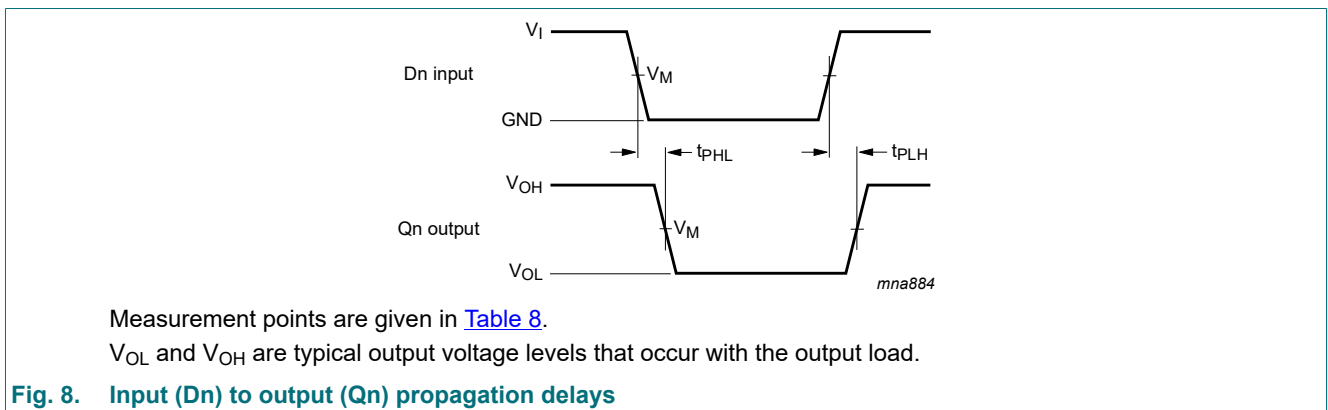 VI
Dn input
VM
GND
tPHL
tPLH
VOH
Qn output
VM
VOL
mna884
Measurement points are given in Table 8.
VOL and VOH are typical output voltage levels that occur with the output load.
Fig. 8. Input (Dn) to output (Qn) propagation delays